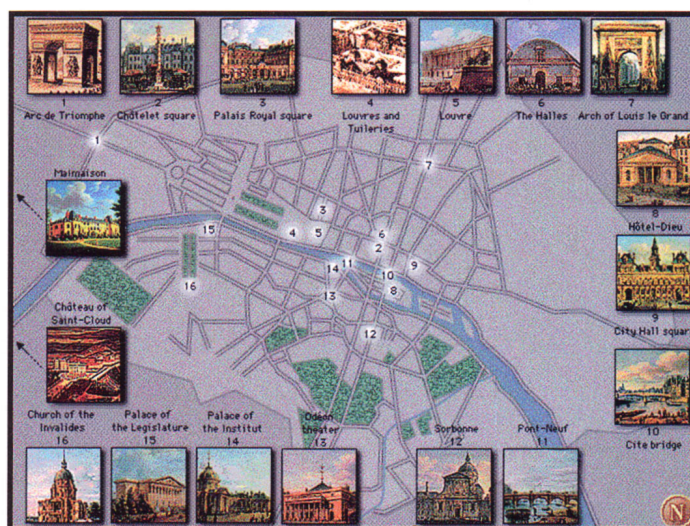 1
Arc de Triomphe
2
Châtelet square
3
Palais Royal square
4
Louvres and
Tuileries
5
Louvre
6
The Halles
7
Arch of Louis le Grand
1
7
Malmaison
8
Hôtel-Dieu
3
15
4
5
6
2
14
11
10
9
16
13
8
12
9
City Hall square
Château of
Saint-Cloud
10
Cite bridge
Church of the
Invalides
16
Palace of
the Legislature
15
Palace of
the Institut
14
Odéon
theater
13
Sorbonne
12
Pont-Neuf
11
N